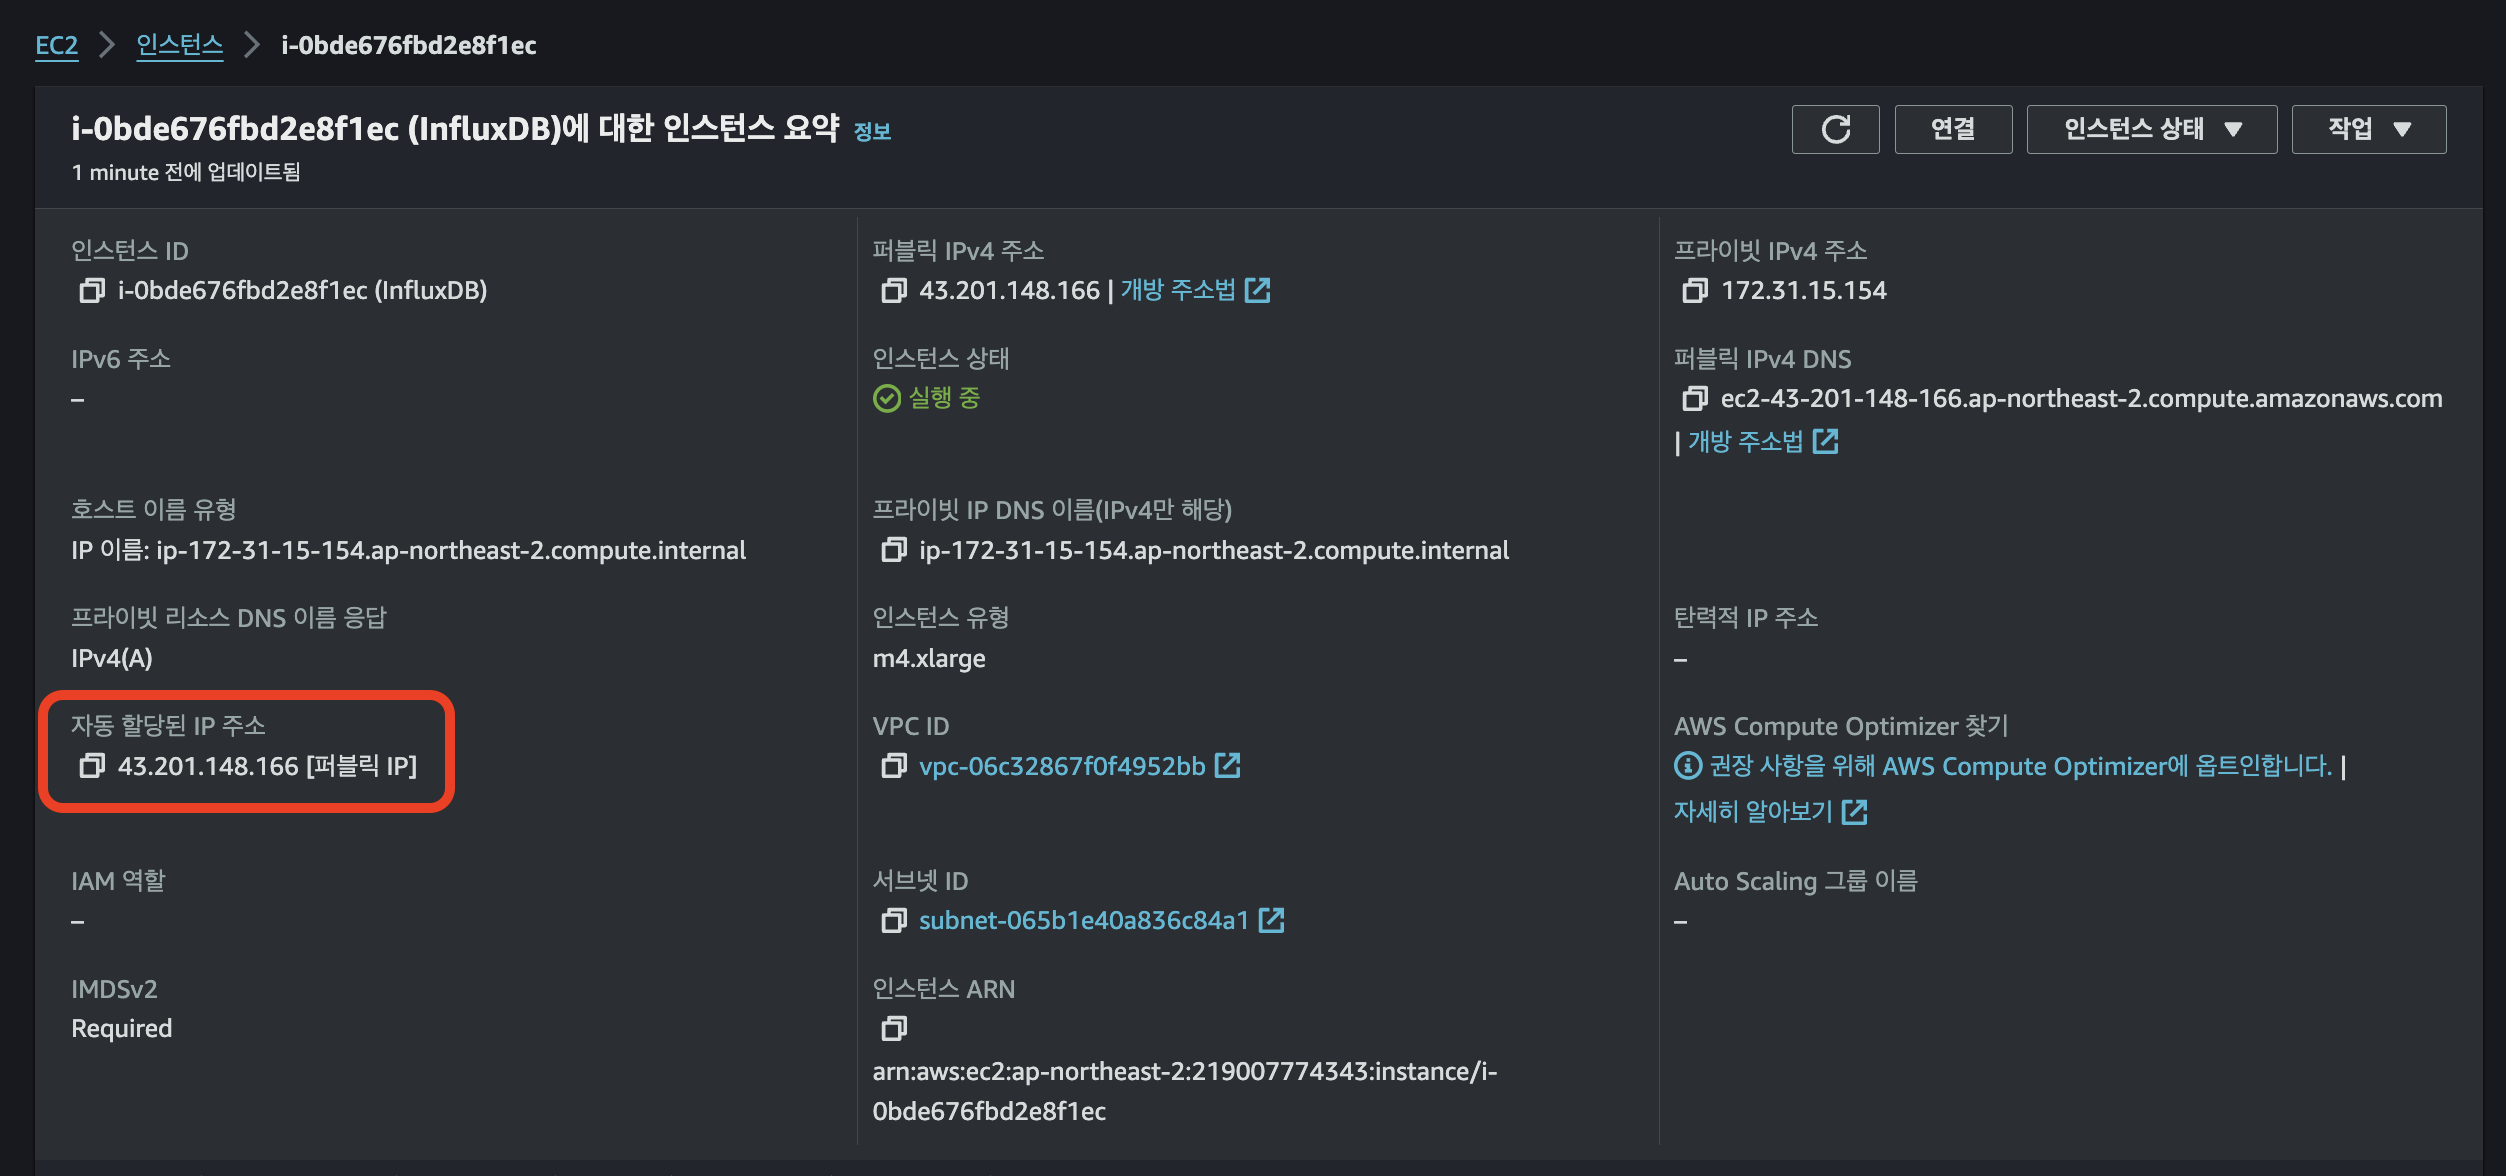 EC2 인스턴스 i-0bde676fbd2e8f1ec
i-0bde676fbd2e8f1ec (InfluxDB)에 대한 인스턴스 요약 정보
1 minute 전에 업데이트됨
연결 인스턴스 상태 작업
인스턴스 ID
i-0bde676fbd2e8f1ec (InfluxDB)
퍼블릭 IPv4 주소
43.201.148.166 | 개방 주소법
프라이빗 IPv4 주소
172.31.15.154
IPv6 주소
–
인스턴스 상태
실행 중
퍼블릭 IPv4 DNS
ec2-43-201-148-166.ap-northeast-2.compute.amazonaws.com
| 개방 주소법
호스트 이름 유형
IP 이름: ip-172-31-15-154.ap-northeast-2.compute.internal
프라이빗 IP DNS 이름(IPv4만 해당)
ip-172-31-15-154.ap-northeast-2.compute.internal
프라이빗 리소스 DNS 이름 응답
IPv4(A)
인스턴스 유형
m4.xlarge
탄력적 IP 주소
–
자동 할당된 IP 주소
43.201.148.166 [퍼블릭 IP]
VPC ID
vpc-06c32867f0f4952bb
AWS Compute Optimizer 찾기
권장 사항을 위해 AWS Compute Optimizer에 옵트인합니다. |
자세히 알아보기
IAM 역할
–
서브넷 ID
subnet-065b1e40a836c84a1
Auto Scaling 그룹 이름
–
IMDSv2
Required
인스턴스 ARN
arn:aws:ec2:ap-northeast-2:219007774343:instance/i-
0bde676fbd2e8f1ec